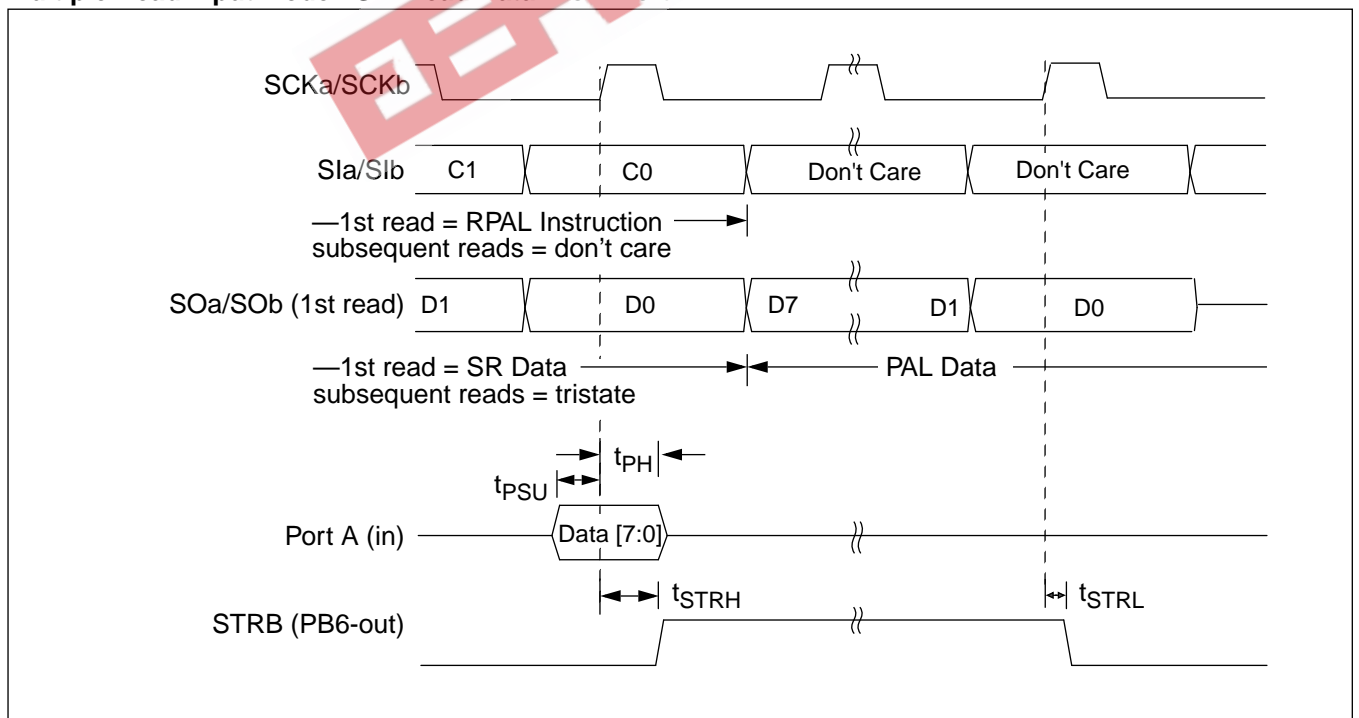 SCKa/SCKb
SIa/SIb C1 C0 Don't Care Don't Care
—1st read = RPAL Instruction
subsequent reads = don't care
SOa/SOb (1st read) D1 D0 D7 D1 D0
—1st read = SR Data PAL Data
subsequent reads = tristate
tPH
tPSU
Port A (in) Data [7:0]
tSTRH tSTRL
STRB (PB6-out)